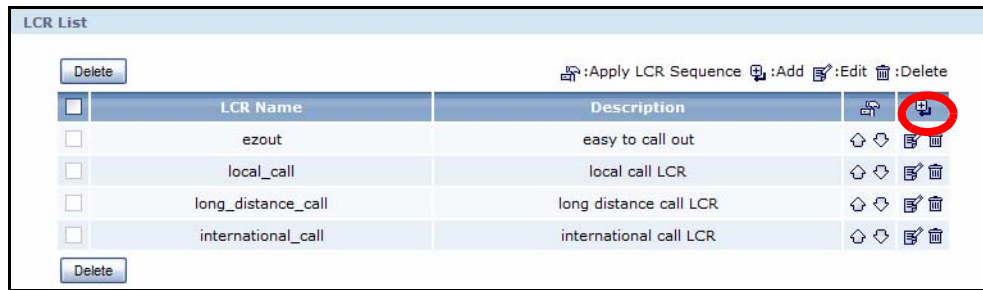 LCR List
Delete :Apply LCR Sequence :Add :Edit :Delete
LCR Name Description
ezout easy to call out
local_call local call LCR
long_distance_call long distance call LCR
international_call international call LCR
Delete